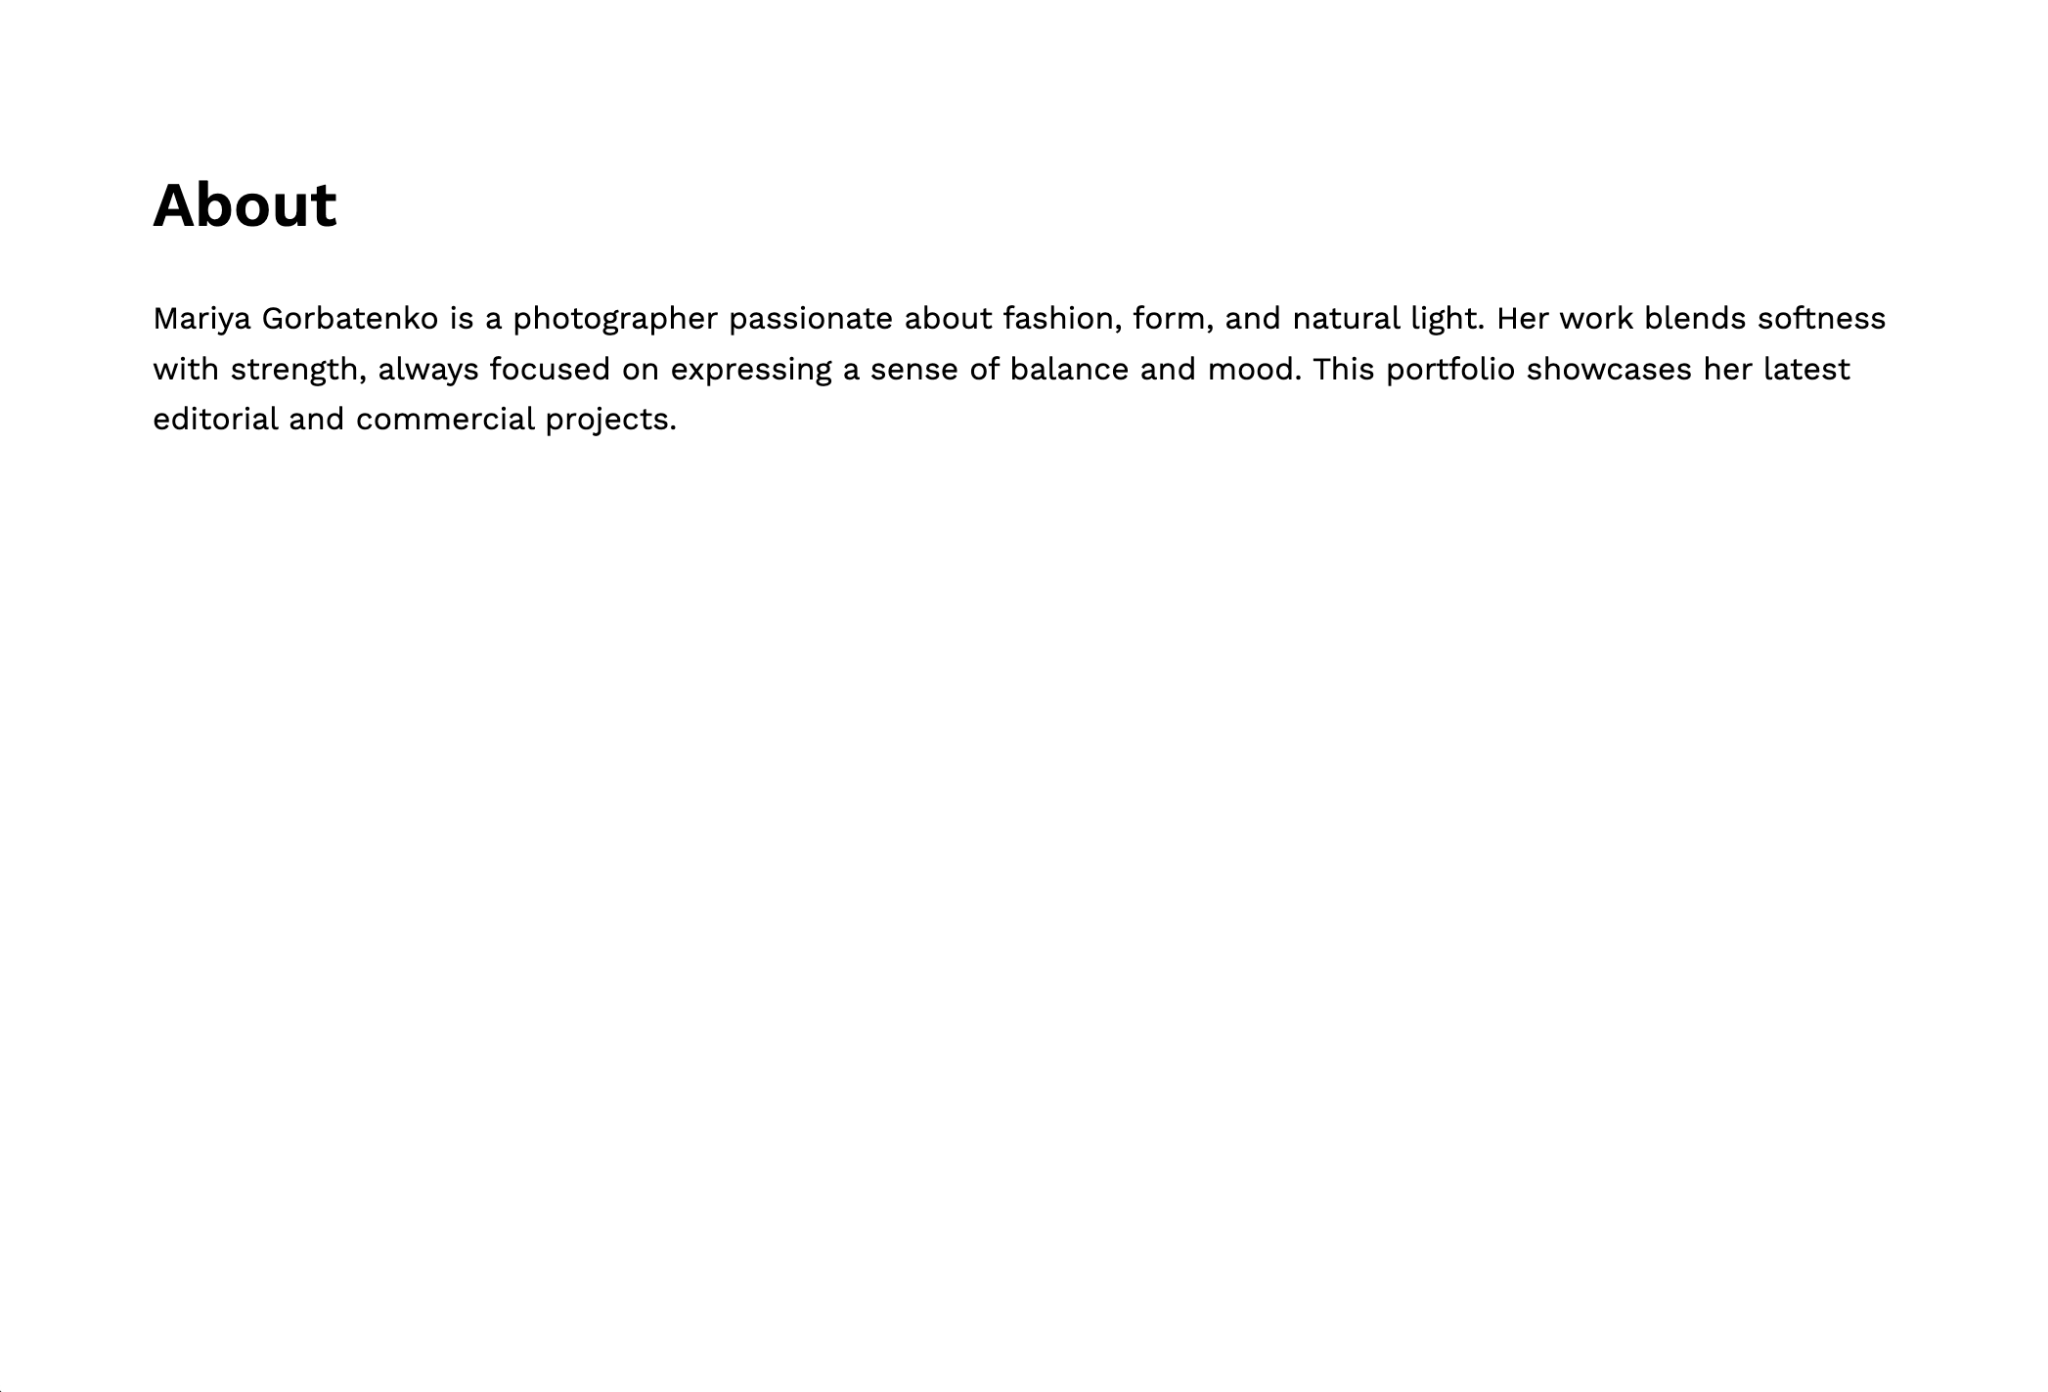 About
Mariya Gorbatenko is a photographer passionate about fashion, form, and natural light. Her work blends softness
with strength, always focused on expressing a sense of balance and mood. This portfolio showcases her latest
editorial and commercial projects.